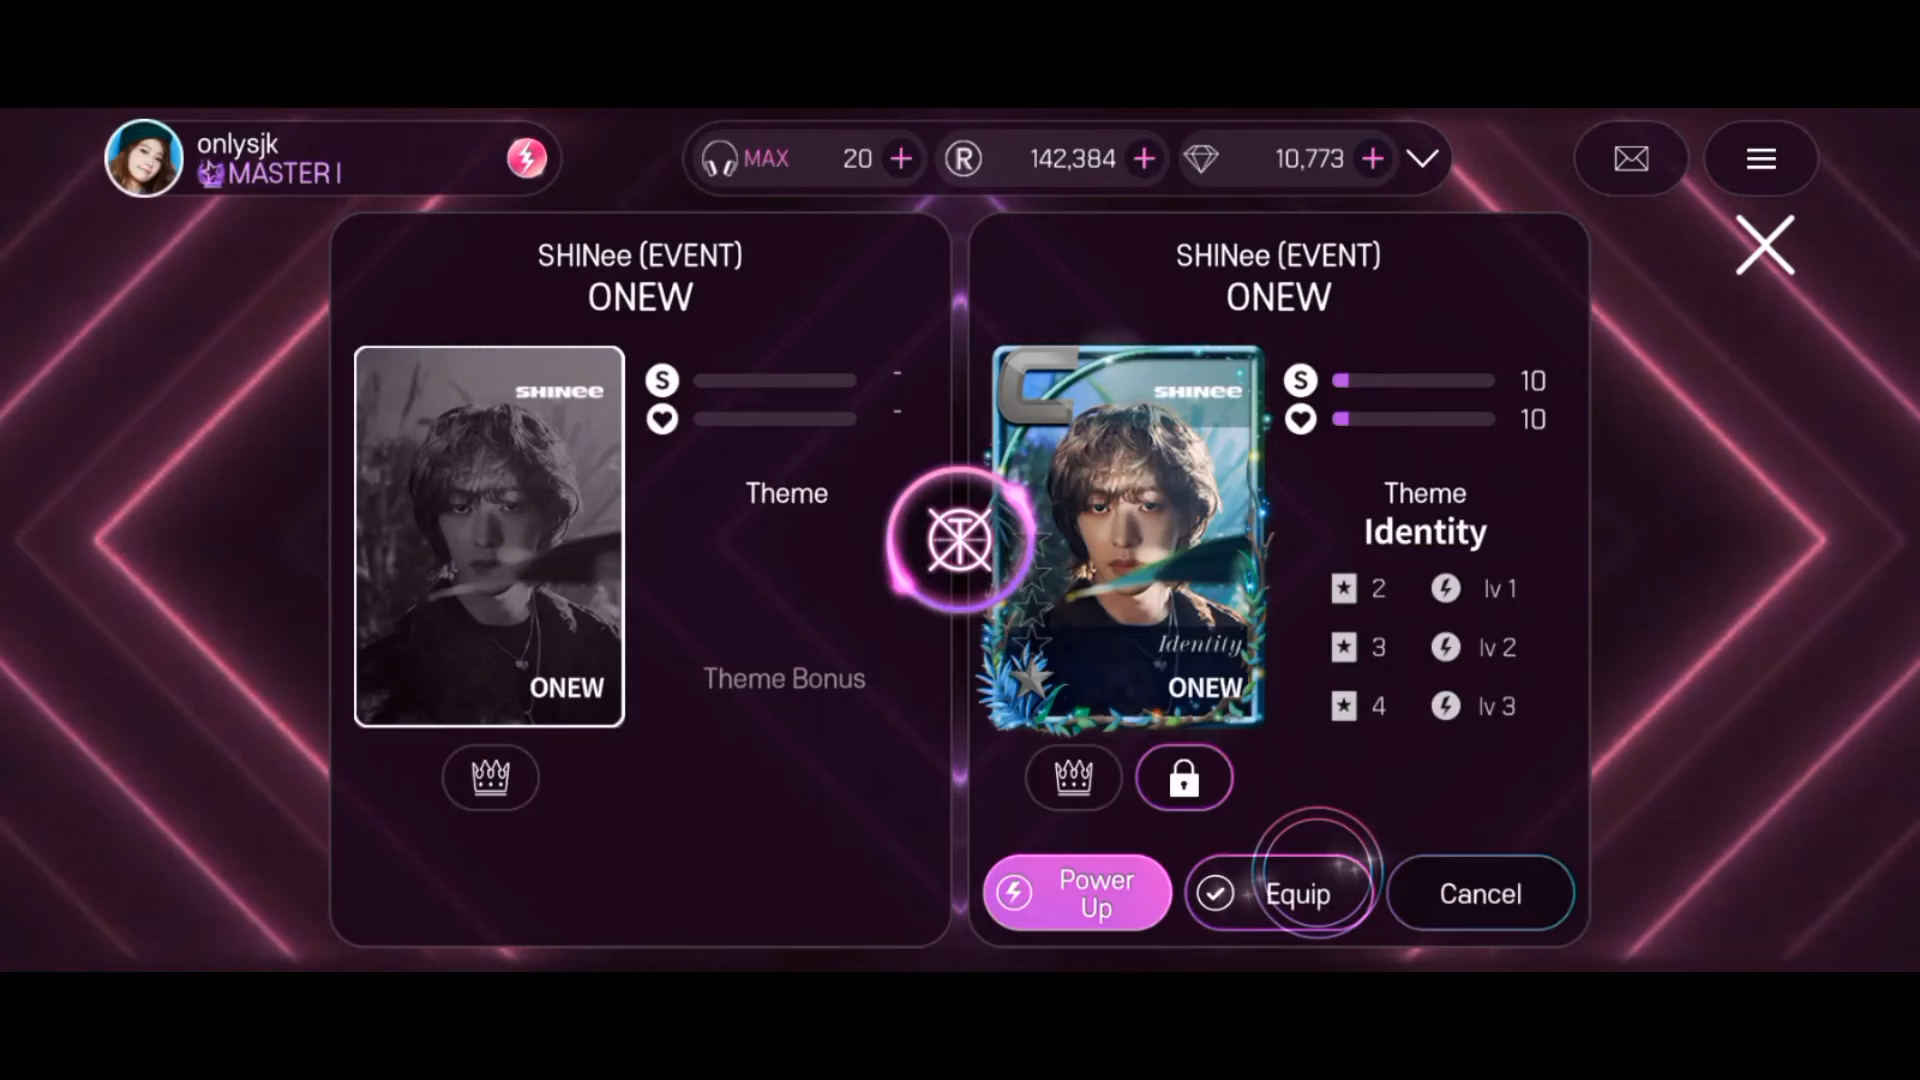 onlysjk
MASTER I
MAX 20
R 142,384
10,773
SHINee (EVENT)
ONEW
SHINee
ONEW
S -
-
Theme
Theme Bonus
SHINee (EVENT)
ONEW
C
SHINee
Identity
ONEW
S 10
10
Theme
Identity
2 lv 1
3 lv 2
4 lv 3
Power
Up
Equip
Cancel